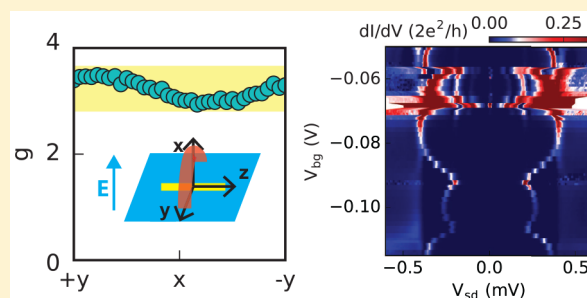 4
2
0
g
+y
x
-y
E
x
z
y
dI/dV (2e²/h)
0.00
0.25
-0.06
-0.08
-0.10
V_bg (V)
-0.5
0.0
0.5
V_sd (mV)